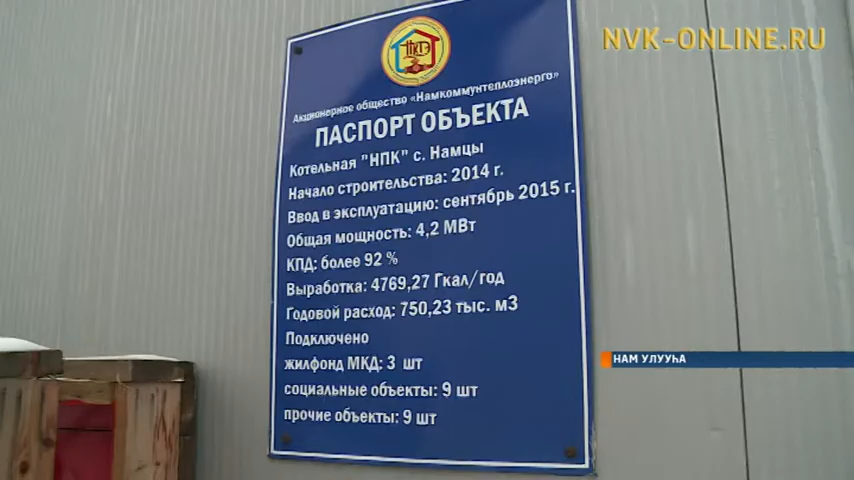 NVK-ONLINE.RU
НКТЭ
Акционерное общество «Намкоммунтеплоэнерго»
ПАСПОРТ ОБЪЕКТА
Котельная "НПК" с. Намцы
Начало строительства: 2014 г.
Ввод в эксплуатацию: сентябрь 2015 г.
Общая мощность: 4,2 МВт
КПД: более 92 %
Выработка: 4769,27 Гкал/год
Годовой расход: 750,23 тыс. м3
Подключено
жилфонд МКД: 3 шт
социальные объекты: 9 шт
прочие объекты: 9 шт
НАМ УЛУУҺА